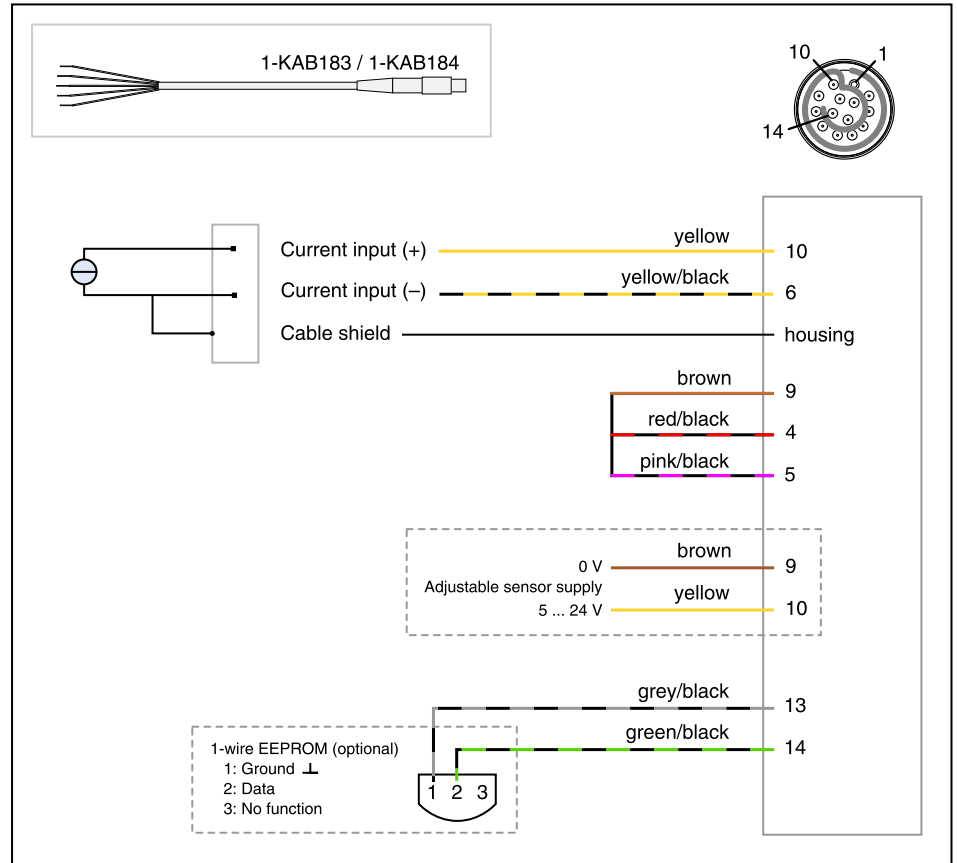 1-KAB183 / 1-KAB184
10
1
14
Current input (+)
yellow
10
Current input (–)
yellow/black
6
Cable shield
housing
brown
9
red/black
4
pink/black
5
0 V
brown
9
Adjustable sensor supply
5 ... 24 V
yellow
10
grey/black
13
green/black
14
1-wire EEPROM (optional)
1: Ground
2: Data
3: No function
1 2 3